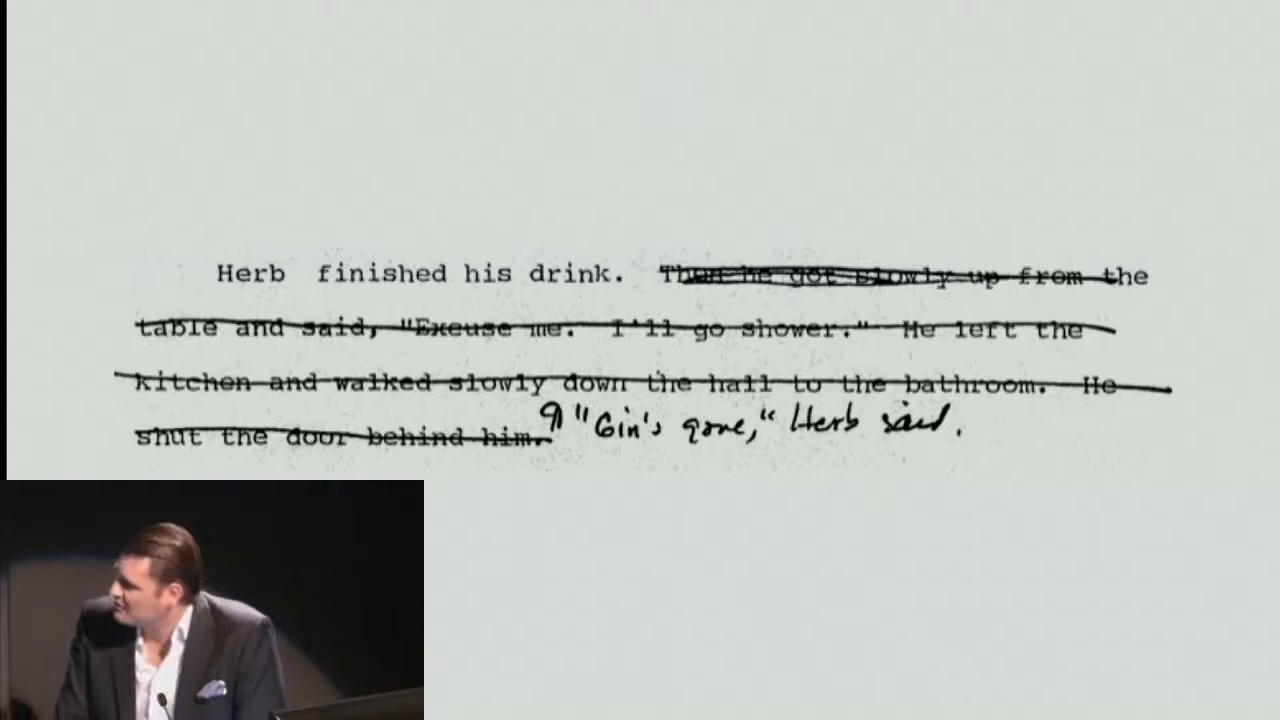 Herb finished his drink. Then he got slowly up from the
table and said, "Excuse me. I'll go shower." He left the
kitchen and walked slowly down the hall to the bathroom. He
shut the door behind him. ¶ "Gin's gone," Herb said.